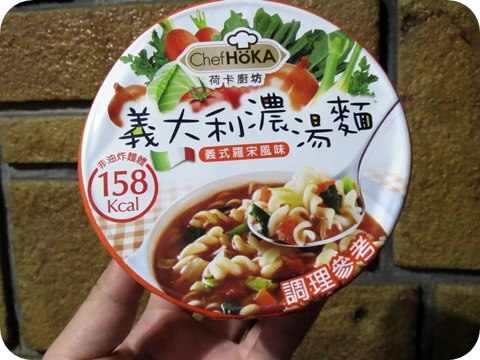 ChefHöKA
荷卡廚坊
義大利濃湯麵
義式羅宋風味
非油炸麵體
158
Kcal
調理參考